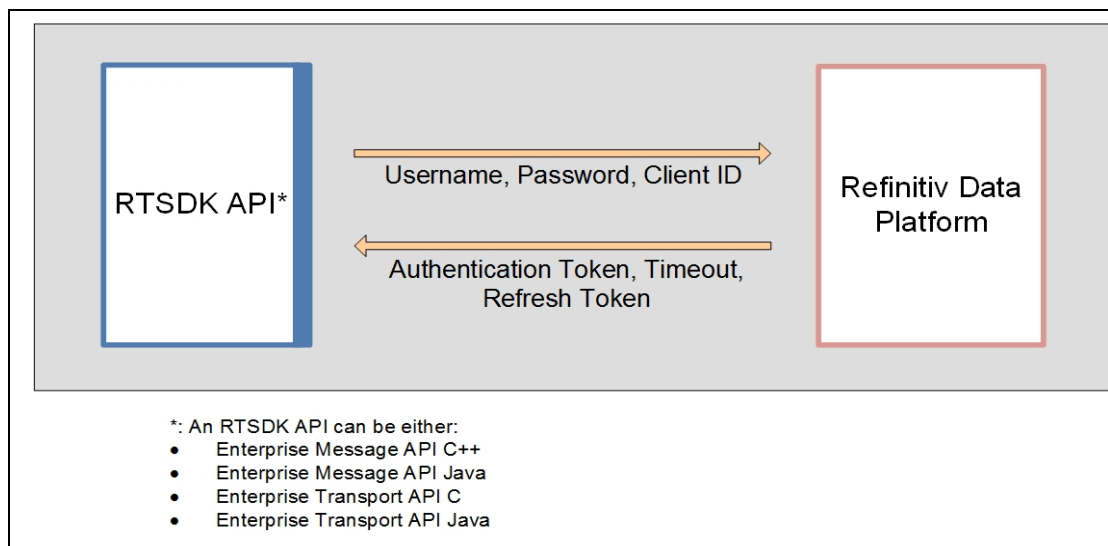 RTSDK API*
Username, Password, Client ID
Authentication Token, Timeout,
Refresh Token
Refinitiv Data
Platform
*: An RTSDK API can be either:
● Enterprise Message API C++
● Enterprise Message API Java
● Enterprise Transport API C
● Enterprise Transport API Java